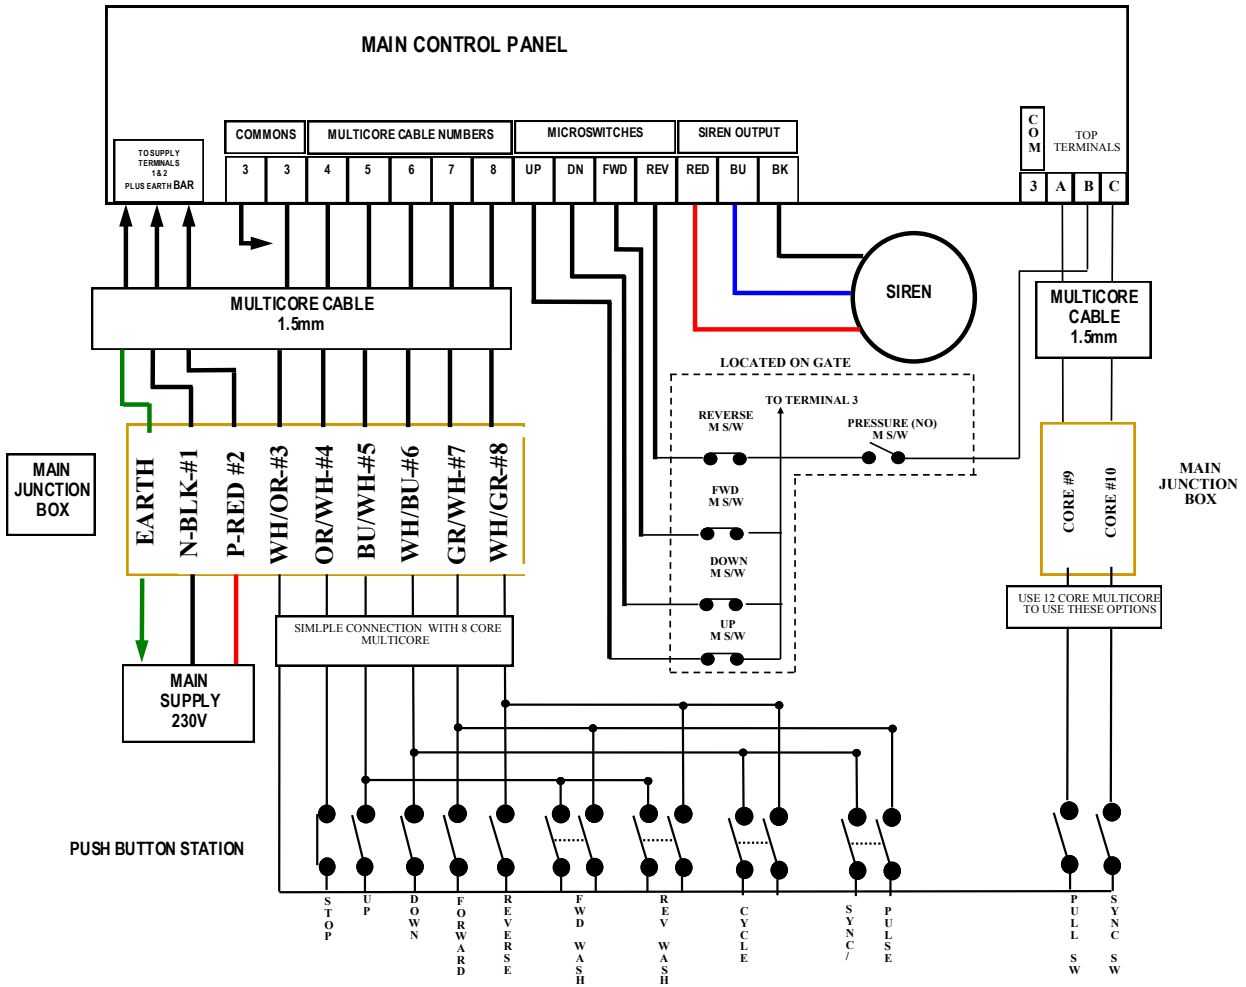 MAIN CONTROL PANEL
TO SUPPLY
TERMINALS
1 & 2
PLUS EARTH BAR
COMMONS
MULTICORE CABLE NUMBERS
MICROSWITCHES
SIREN OUTPUT
3
3
4
5
6
7
8
UP
DN
FWD
REV
RED
BU
BK
COM
TOP
TERMINALS
3
A
B
C
MULTICORE CABLE
1.5mm
SIREN
MULTICORE
CABLE
1.5mm
LOCATED ON GATE
TO TERMINAL 3
REVERSE
M S/W
PRESSURE (NO)
M S/W
FWD
M S/W
DOWN
M S/W
UP
M S/W
MAIN
JUNCTION
BOX
EARTH
N-BLK-#1
P-RED #2
WH/OR-#3
OR/WH-#4
BU/WH-#5
WH/BU-#6
GR/WH-#7
WH/GR-#8
CORE #9
CORE #10
MAIN
JUNCTION
BOX
SIMLPLE CONNECTION WITH 8 CORE
MULTICORE
USE 12 CORE MULTICORE
TO USE THESE OPTIONS
MAIN
SUPPLY
230V
PUSH BUTTON STATION
STOP
UP
DOWN
FORWARD
REVERSE
FWD WASH
REV WASH
CYCLE
SYNC/
PULSE
PULL SW
SYNC SW